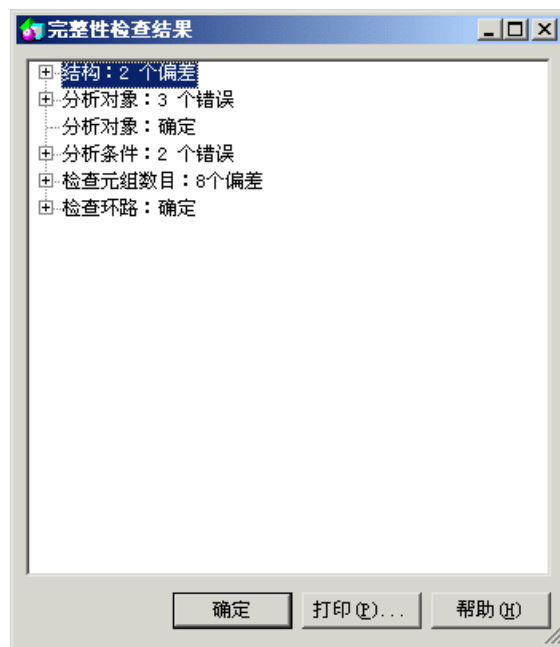 完整性检查结果
结构：2 个偏差
分析对象：3 个错误
分析对象：确定
分析条件：2 个错误
检查元组数目：8个偏差
检查环路：确定
确定
打印(P)...
帮助(H)